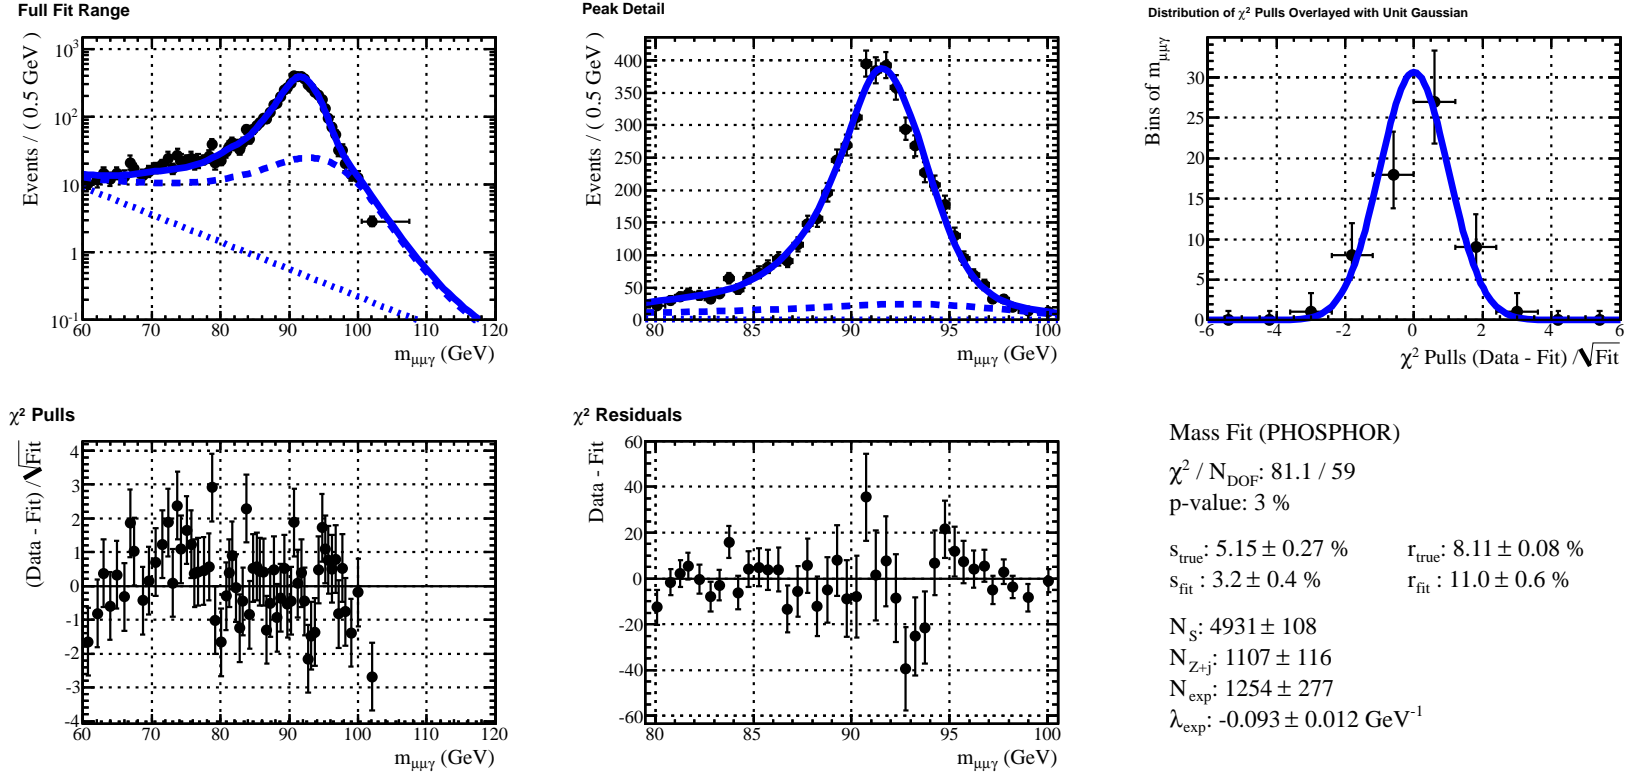 Full Fit Range
Events / ( 0.5 GeV )
10³
10²
10
1
10⁻¹
60 70 80 90 100 110 120
m_μμγ (GeV)
Peak Detail
Events / ( 0.5 GeV )
400
350
300
250
200
150
100
50
0
80 85 90 95 100
m_μμγ (GeV)
Distribution of χ² Pulls Overlayed with Unit Gaussian
Bins of m_μμγ
30
25
20
15
10
5
0
-6 -4 -2 0 2 4 6
χ² Pulls (Data - Fit) /√Fit
χ² Pulls
(Data - Fit) /√Fit
4
3
2
1
0
-1
-2
-3
-4
60 70 80 90 100 110 120
m_μμγ (GeV)
χ² Residuals
Data - Fit
60
40
20
0
-20
-40
-60
80 85 90 95 100
m_μμγ (GeV)
Mass Fit (PHOSPHOR)
χ² / N_DOF: 81.1 / 59
p-value: 3 %
s_true: 5.15 ± 0.27 % r_true: 8.11 ± 0.08 %
s_fit: 3.2 ± 0.4 % r_fit : 11.0 ± 0.6 %
N_S: 4931 ± 108
N_Z+j: 1107 ± 116
N_exp: 1254 ± 277
λ_exp: -0.093 ± 0.012 GeV⁻¹